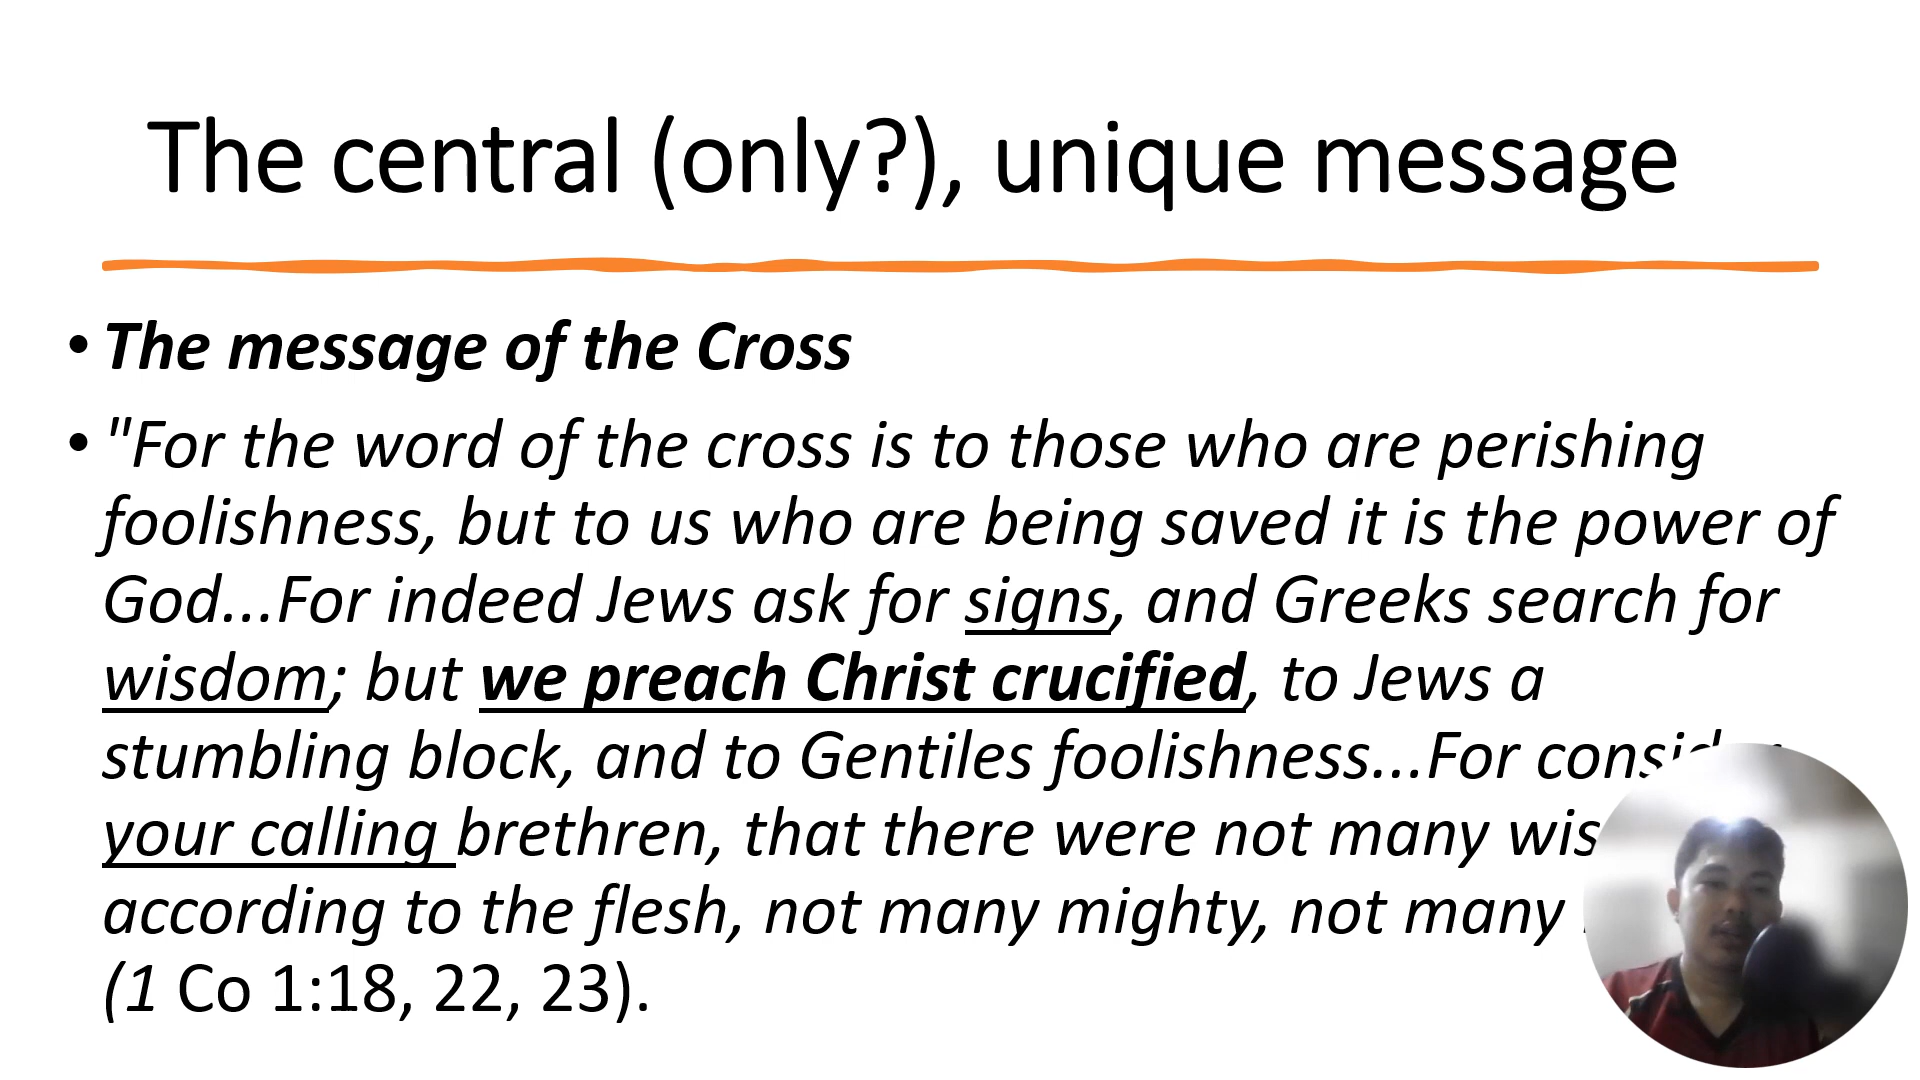 The central (only?), unique message
• The message of the Cross
• "For the word of the cross is to those who are perishing
foolishness, but to us who are being saved it is the power of
God...For indeed Jews ask for signs, and Greeks search for
wisdom; but we preach Christ crucified, to Jews a
stumbling block, and to Gentiles foolishness...For consider
your calling brethren, that there were not many
according to the flesh, not many mighty, not many
(1 Co 1:18, 22, 23).